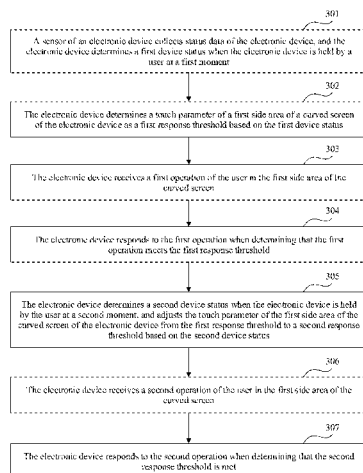 301
A sensor of an electronic device collects status data of the electronic device, and the
electronic device determines a first device status when the electronic device is held by a
user at a first moment
302
The electronic device determines a touch parameter of a first side area of a curved screen
of the electronic device as a first response threshold based on the first device status
303
The electronic device receives a first operation of the user in the first side area of the
curved screen
304
The electronic device responds to the first operation when determining that the first
operation meets the first response threshold
305
The electronic device determines a second device status when the electronic device is held
by the user at a second moment, and adjusts the touch parameter of the first side area of the
curved screen of the electronic device from the first response threshold to a second response
threshold based on the second device status
306
The electronic device receives a second operation of the user in the first side area of the
curved screen
307
The electronic device responds to the second operation when determining that the second
response threshold is met